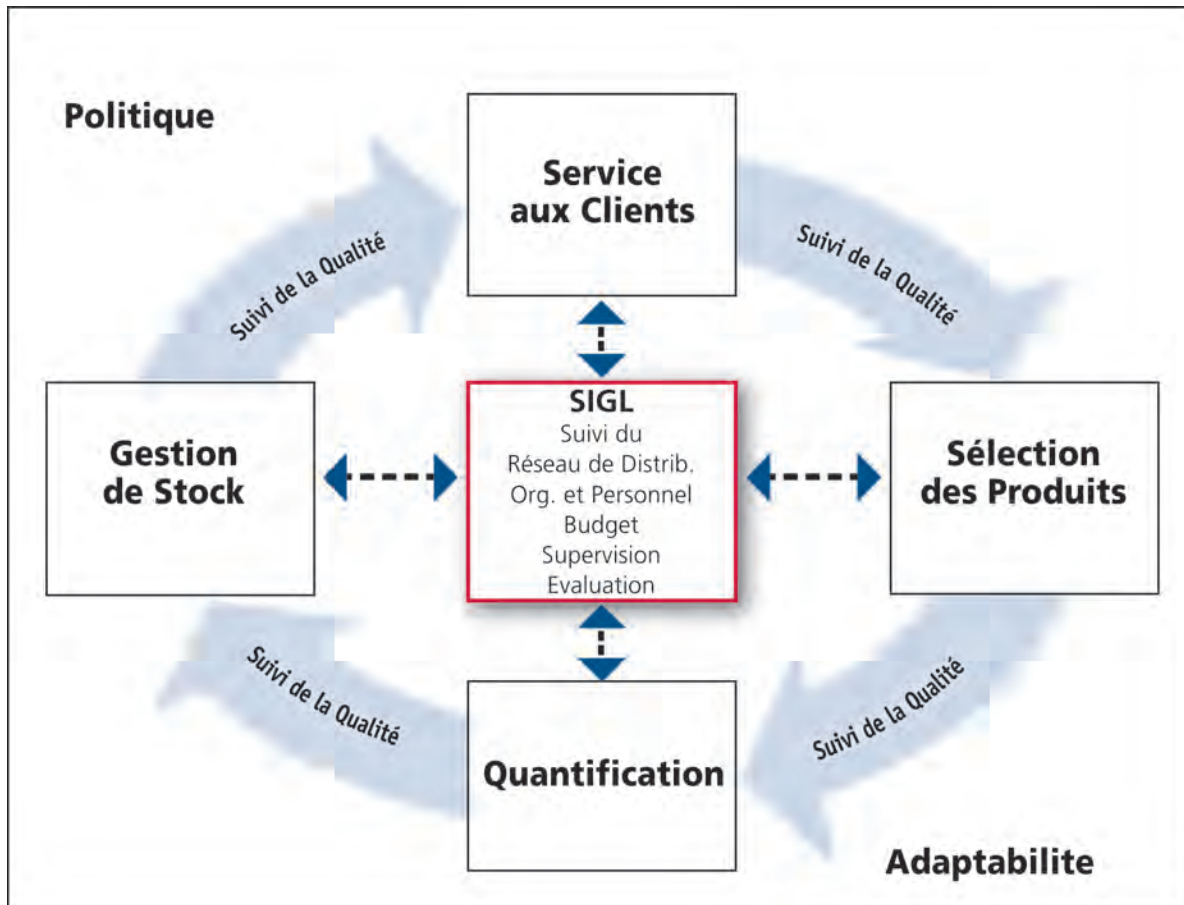 Politique
Service
aux Clients
Suivi de la Qualité
Suivi de la Qualité
Gestion
de Stock
SIGL
Suivi du
Réseau de Distrib.
Org. et Personnel
Budget
Supervision
Evaluation
Sélection
des Produits
Suivi de la Qualité
Suivi de la Qualité
Quantification
Adaptabilite